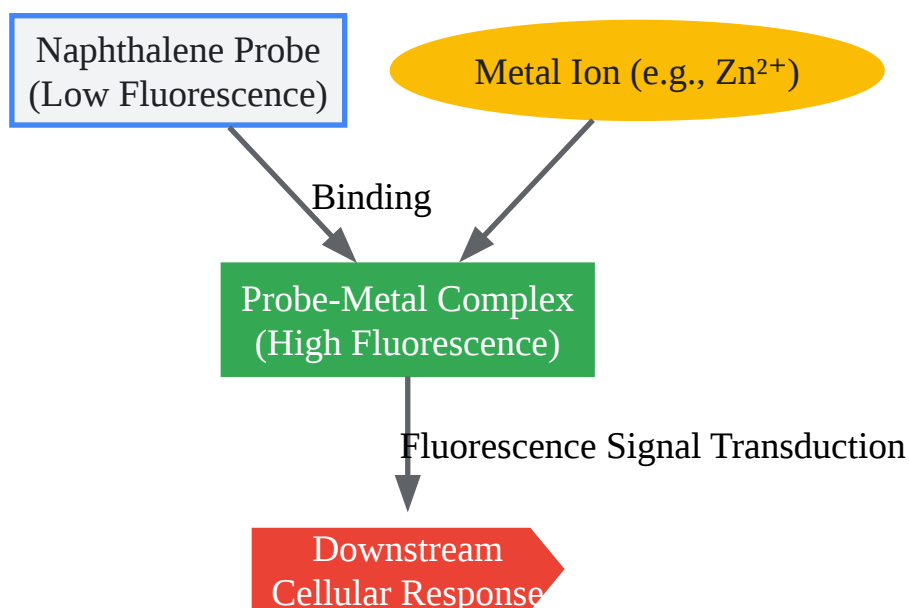 Naphthalene Probe
(Low Fluorescence)
Metal Ion (e.g., Zn²⁺)
Binding
Probe-Metal Complex
(High Fluorescence)
Fluorescence Signal Transduction
Downstream
Cellular Response